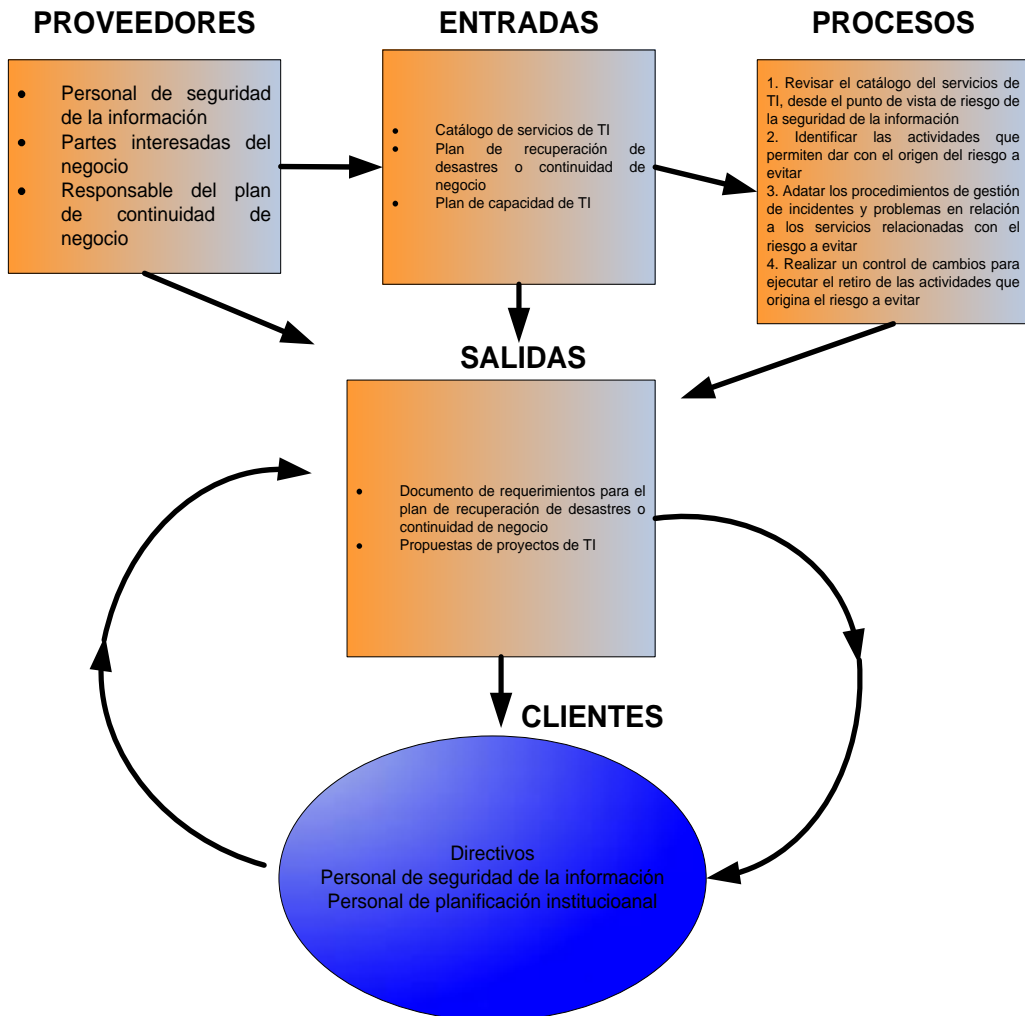 PROVEEDORES
• Personal de seguridad
de la información
• Partes interesadas del
negocio
• Responsable del plan
de continuidad de
negocio
ENTRADAS
• Catálogo de servicios de TI
• Plan de recuperación de
desastres o continuidad de
negocio
• Plan de capacidad de TI
PROCESOS
1. Revisar el catálogo del servicios de
TI, desde el punto de vista de riesgo de
la seguridad de la información
2. Identificar las actividades que
permiten dar con el origen del riesgo a
evitar
3. Adatar los procedimientos de gestión
de incidentes y problemas en relación
a los servicios relacionadas con el
riesgo a evitar
4. Realizar un control de cambios para
ejecutar el retiro de las actividades que
origina el riesgo a evitar
SALIDAS
• Documento de requerimientos para el
plan de recuperación de desastres o
continuidad de negocio
• Propuestas de proyectos de TI
CLIENTES
Directivos
Personal de seguridad de la información
Personal de planificación institucioanal